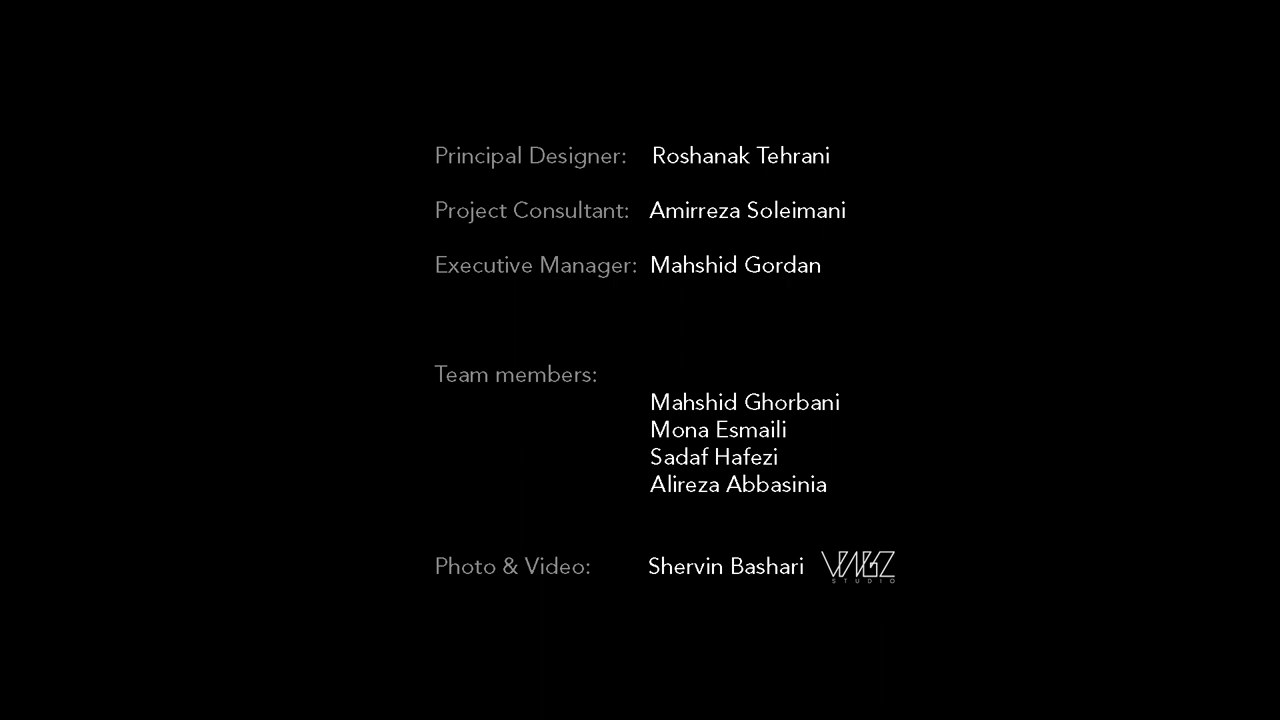 Principal Designer: Roshanak Tehrani
Project Consultant: Amirreza Soleimani
Executive Manager: Mahshid Gordan
Team members:
Mahshid Ghorbani
Mona Esmaili
Sadaf Hafezi
Alireza Abbasinia
Photo & Video: Shervin Bashari
STUDIO